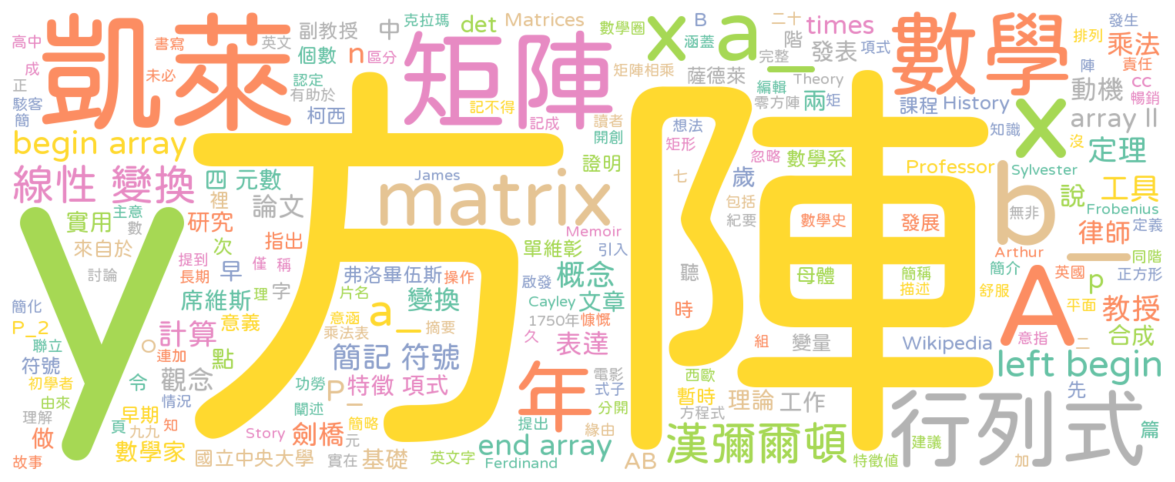 凱萊
矩陣
數學
x
a_
方陣
y
matrix
A
b_
行列式
x
年
線性 變換
begin array
left begin
end array
array ll
漢彌爾頓
a_
工具
教授
乘法
定理
律師
動機
發表
times
det
Matrices
n
中
副教授
個數
有助於
柯西
認定
克拉瑪
區分
高中
書寫
英文
未必
成
正
駭客
簡
四 元數
論文
證明
記不得
記成
矩陣相乘
讀者
開創
數學圈
涵蓋
B
階
二十
項式
完整
薩德萊
編輯
Theory
零方陣
兩
矩
課程
History
知識
發生
排列
陣
責任
cc
暢銷
沒
想法
矩形
忽略
數學系
歲
七
包括
紀要
數學史
Professor
Sylvester
Frobenius
說
無非
定義
一
同階
實用
主意
數
裡
研究
來自於
指出
次
早
提到
長期
僅
稱
討論
席維斯
理
字
弗洛畢伍斯
操作
James
Memoir
單維彰
引入
概念
啟發
文章
Cayley
聽
時
母體
簡稱
描述
發展
Arthur
英國
簡介
舒服
p
正方形
平面
意指
二
簡化
P_2
聯立
符號
初學者
由來
理解
計算
意義
點
o
連加
觀念
令
情況
片名
意涵
乘法表
摘要
變換
1750年
慷慨
久
表達
簡記 符號
特徵 項式
P_
功勞
闡述
簡略
電影
式子
分開
緣由
提出
組
變量
西歐
暫時
方程式
理論
工作
Wikipedia
合成
先
做
早期
頁
九九
知
數學家
故事
國立中央大學
Story
劍橋
元
實在
基礎
英文字
Ferdinand
AB
特徵值
建議
加
篇